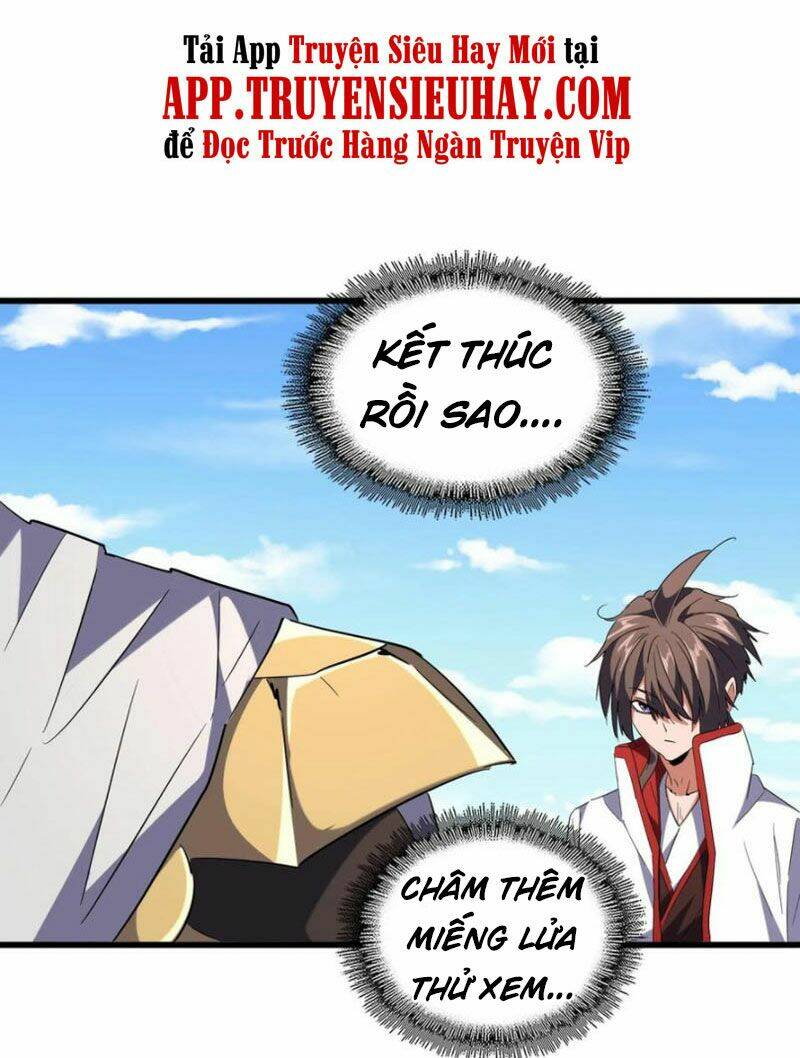 Tải App Truyện Siêu Hay Mới tại
APP.TRUYENSIEUHAY.COM
để Đọc Trước Hàng Ngàn Truyện Vip
KẾT THÚC
RỒI SAO....
CHÂM THÊM
MIẾNG LỬA
THỬ XEM...